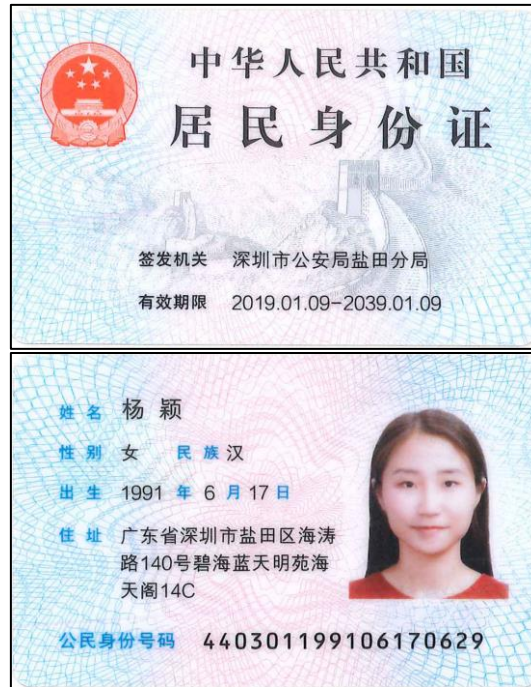 中华人民共和国
居民身份证
签发机关 深圳市公安局盐田分局
有效期限 2019.01.09-2039.01.09
姓名 杨颖
性别 女 民族 汉
出生 1991 年 6 月 17 日
住址 广东省深圳市盐田区海涛
路140号碧海蓝天明苑海
天阁14C
公民身份号码 440301199106170629